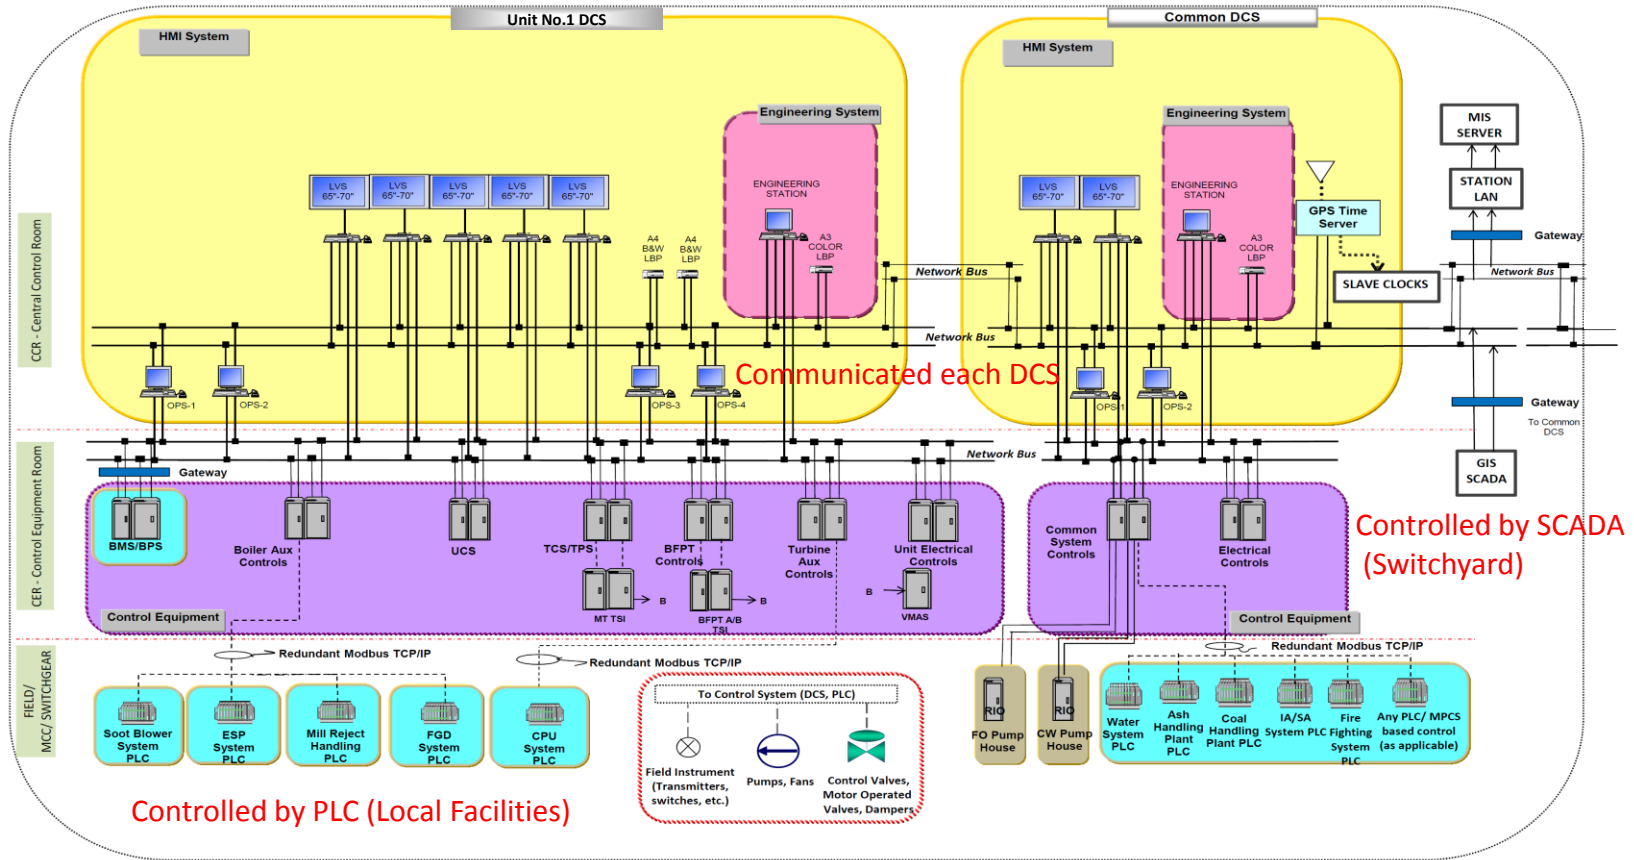 Unit No.1 DCS
Common DCS
HMI System
HMI System
Engineering System
Engineering System
MIS
SERVER
STATION
LAN
Gateway
LVS
65"-70"
LVS
65"-70"
LVS
65"-70"
LVS
65"-70"
LVS
65"-70"
ENGINEERING
STATION
LVS
65"-70"
LVS
65"-70"
ENGINEERING
STATION
GPS Time
Server
A4
B&W
LBP
A4
B&W
LBP
A3
COLOR
LBP
A3
COLOR
LBP
CCR - Central Control Room
Network Bus
Network Bus
SLAVE CLOCKS
Network Bus
Communicated each DCS
OPS-1
OPS-2
OPS-3
OPS-4
OPS-1
OPS-2
Gateway
To Common
DCS
Network Bus
Gateway
GIS
SCADA
CER - Control Equipment Room
BMS/BPS
Boiler Aux
Controls
UCS
TCS/TPS
BFPT
Controls
Turbine
Aux
Controls
Unit Electrical
Controls
Common
System
Controls
Electrical
Controls
Controlled by SCADA
(Switchyard)
B
B
B
MT TSI
BFPT A/B
TSI
VMAS
Control Equipment
Control Equipment
FIELD/
MCC/ SWITCHGEAR
Redundant Modbus TCP/IP
Redundant Modbus TCP/IP
Redundant Modbus TCP/IP
Soot Blower
System
PLC
ESP
System
PLC
Mill Reject
Handling
PLC
FGD
System
PLC
CPU
System
PLC
To Control System (DCS, PLC)
Field Instrument
(Transmitters,
switches, etc.)
Pumps, Fans
Control Valves,
Motor Operated
Valves, Dampers
RIO
FO Pump
House
RIO
CW Pump
House
Water
System
PLC
Ash
Handling
Plant PLC
Coal
Handling
Plant PLC
IA/SA
System PLC
Fire
Fighting
System
PLC
Any PLC/ MPCS
based control
(as applicable)
Controlled by PLC (Local Facilities)